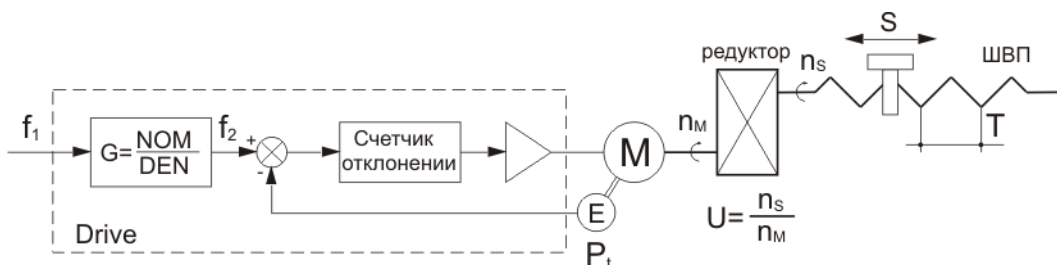 S
редуктор
nS
ШВП
f1
G=NOM/DEN
f2
+
-
Счетчик
отклонении
M
nM
T
E
Pt
U=nS/nM
Drive